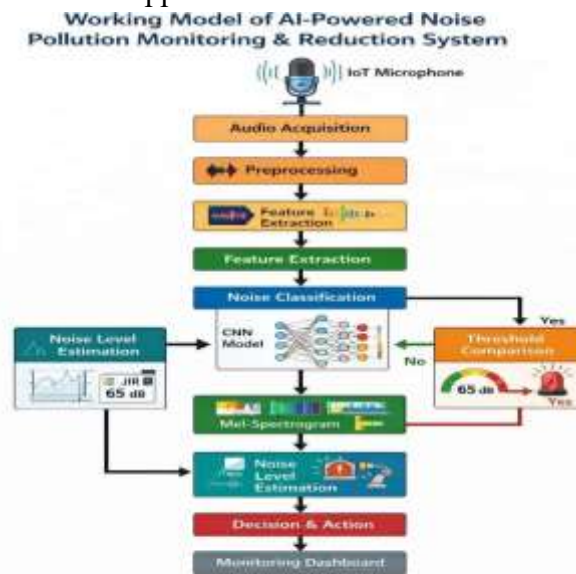 Working Model of AI-Powered Noise
Pollution Monitoring & Reduction System
IoT Microphone
Audio Acquisition
Preprocessing
Feature
Extraction
Feature Extraction
Noise Classification
Yes
Noise Level
Estimation
65 dB
CNN
Model
No
Threshold
Comparison
65 dB
Yes
Mel-Spectrogram
Noise
Level
Estimation
Decision & Action
Monitoring Dashboard